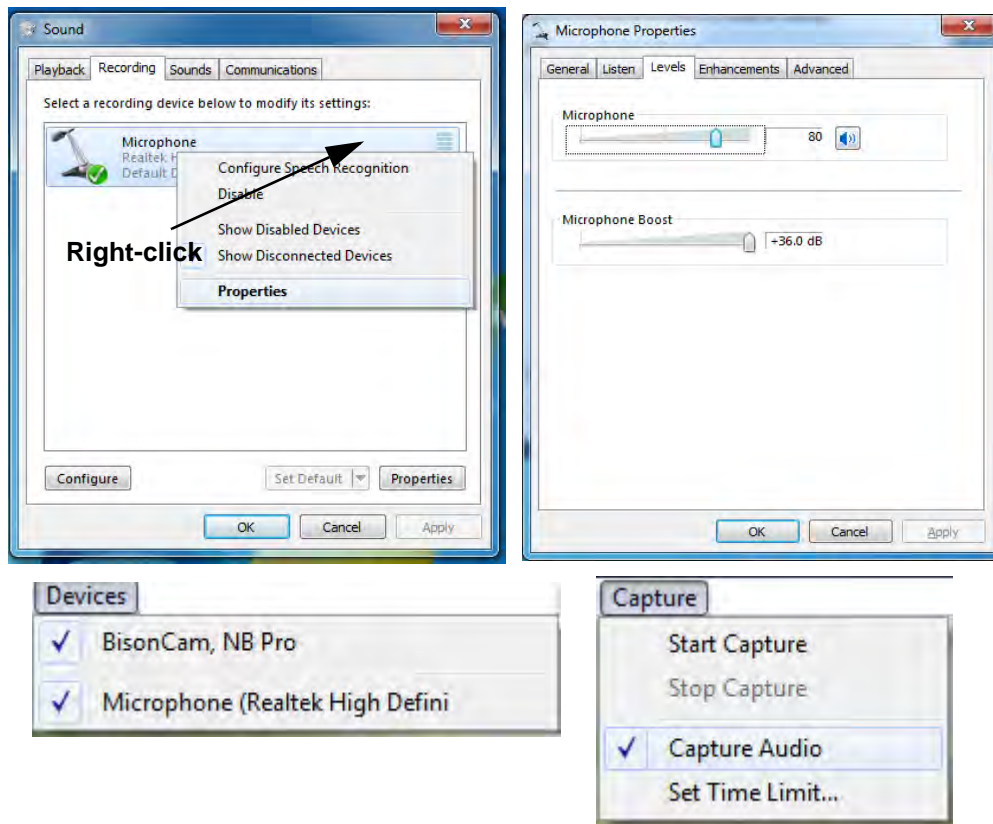 Sound
Playback Recording Sounds Communications
Select a recording device below to modify its settings:
Microphone
Realtek H
Default D
Configure Speech Recognition
Disable
Show Disabled Devices
Show Disconnected Devices
Properties
Right-click
Configure Set Default Properties
OK Cancel Apply
Microphone Properties
General Listen Levels Enhancements Advanced
Microphone
80
Microphone Boost
+36.0 dB
OK Cancel Apply
Devices
BisonCam, NB Pro
Microphone (Realtek High Defini
Capture
Start Capture
Stop Capture
Capture Audio
Set Time Limit...